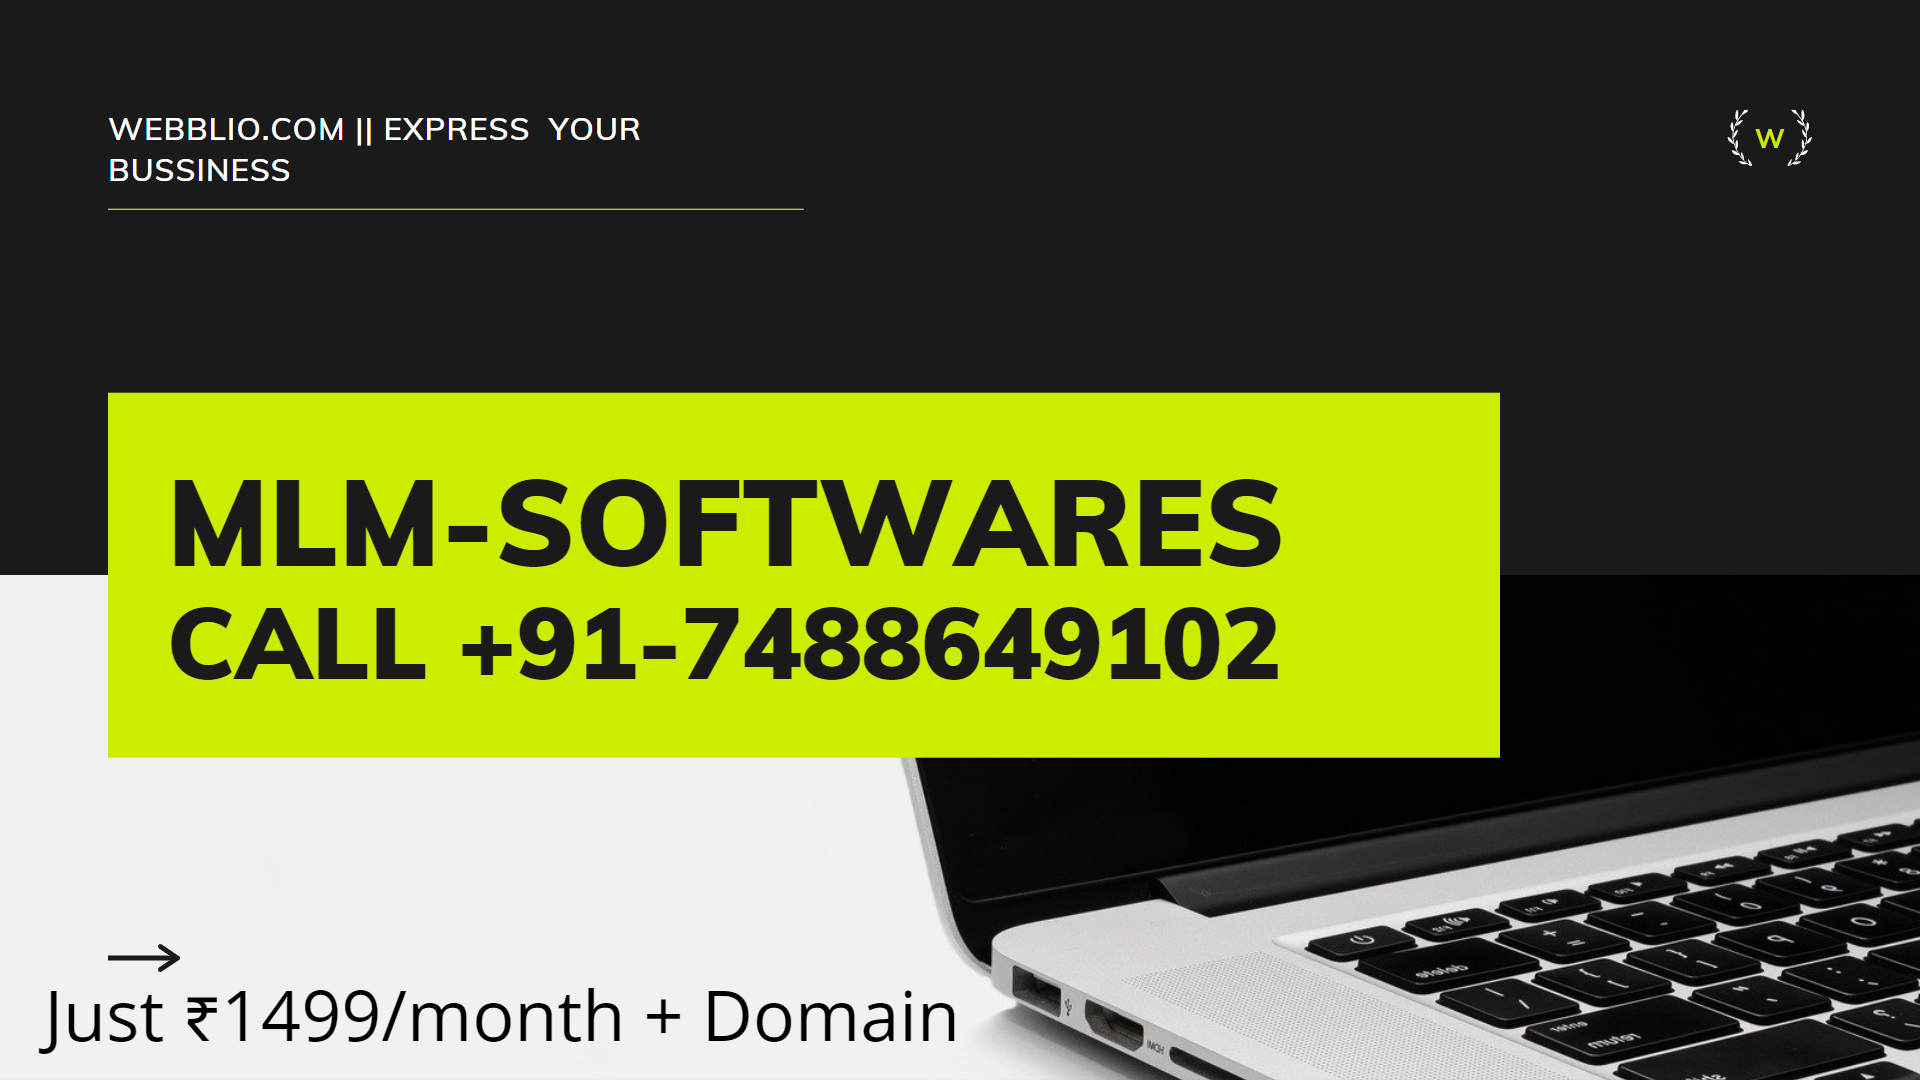 WEBBLIO.COM || EXPRESS YOUR
BUSSINESS
W
MLM-SOFTWARES
CALL +91-7488649102
Just ₹1499/month + Domain